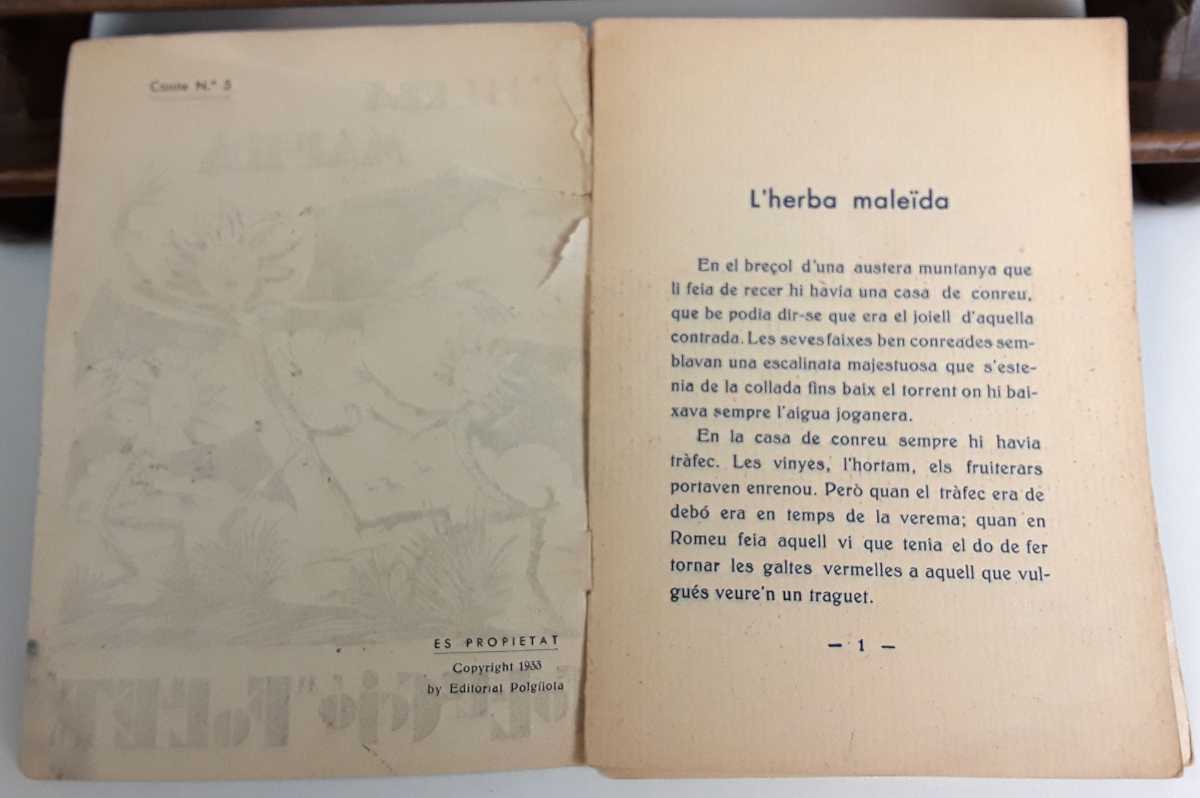 Conte N.º 5
ES PROPIETAT
Copyright 1933
by Editorial Políglota
L'herba maleïda
En el breçol d'una austera muntanya que
li feia de recer hi hàvia una casa de conreu,
que be podia dir-se que era el joiell d'aquella
contrada. Les seves faixes ben conreades sem-
blavan una escalinata majestuosa que s'este-
nia de la collada fins baix el torrent on hi bai-
xava sempre l'aigua joganera.
En la casa de conreu sempre hi havia
tràfec. Les vinyes, l'hortam, els fruiterars
portaven enrenou. Però quan el tràfec era de
debó era en temps de la verema; quan en
Romeu feia aquell vi que tenia el do de fer
tornar les galtes vermelles a aquell que vul-
gués veure'n un traguet.
— 1 —